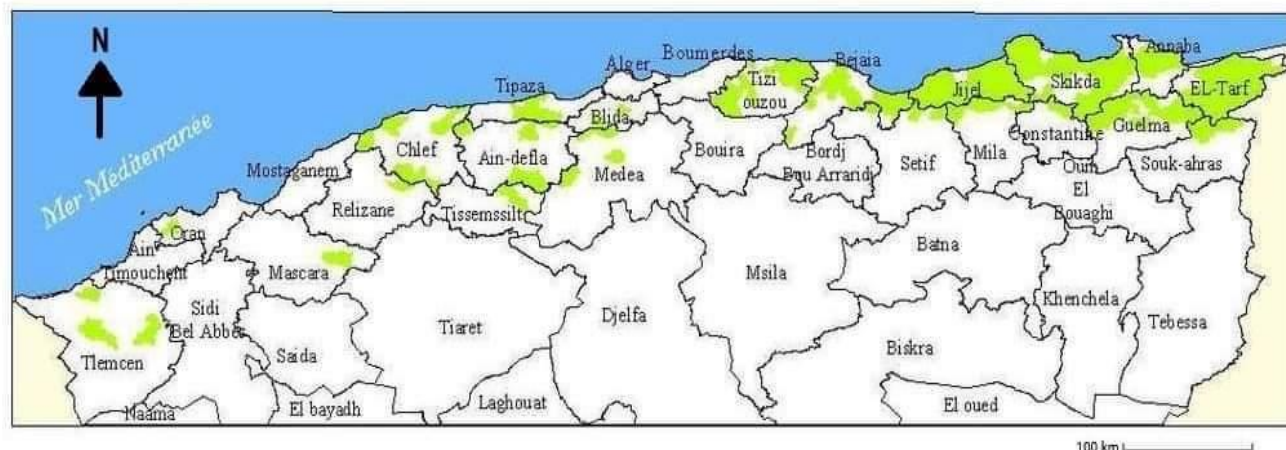 N
Mer Méditerranée
Alger
Boumerdes
Bejaia
Annaba
Tipaza
Tizi
ouzou
Jijel
Skikda
EL-Tarf
Blida
Guelma
Chlef
Ain-defla
Medea
Bouira
Bordj
Bou Arraridj
Setif
Mila
Constantine
Souk-ahras
Mostaganem
Relizane
Tissemssilt
Oum
El
Bouaghi
Oran
Ain
Timouchent
Mascara
Batna
Msila
Khenchela
Sidi
Bel Abbes
Tiaret
Djelfa
Tebessa
Tlemcen
Saida
Biskra
Naama
El bayadh
Laghouat
El oued
100 km